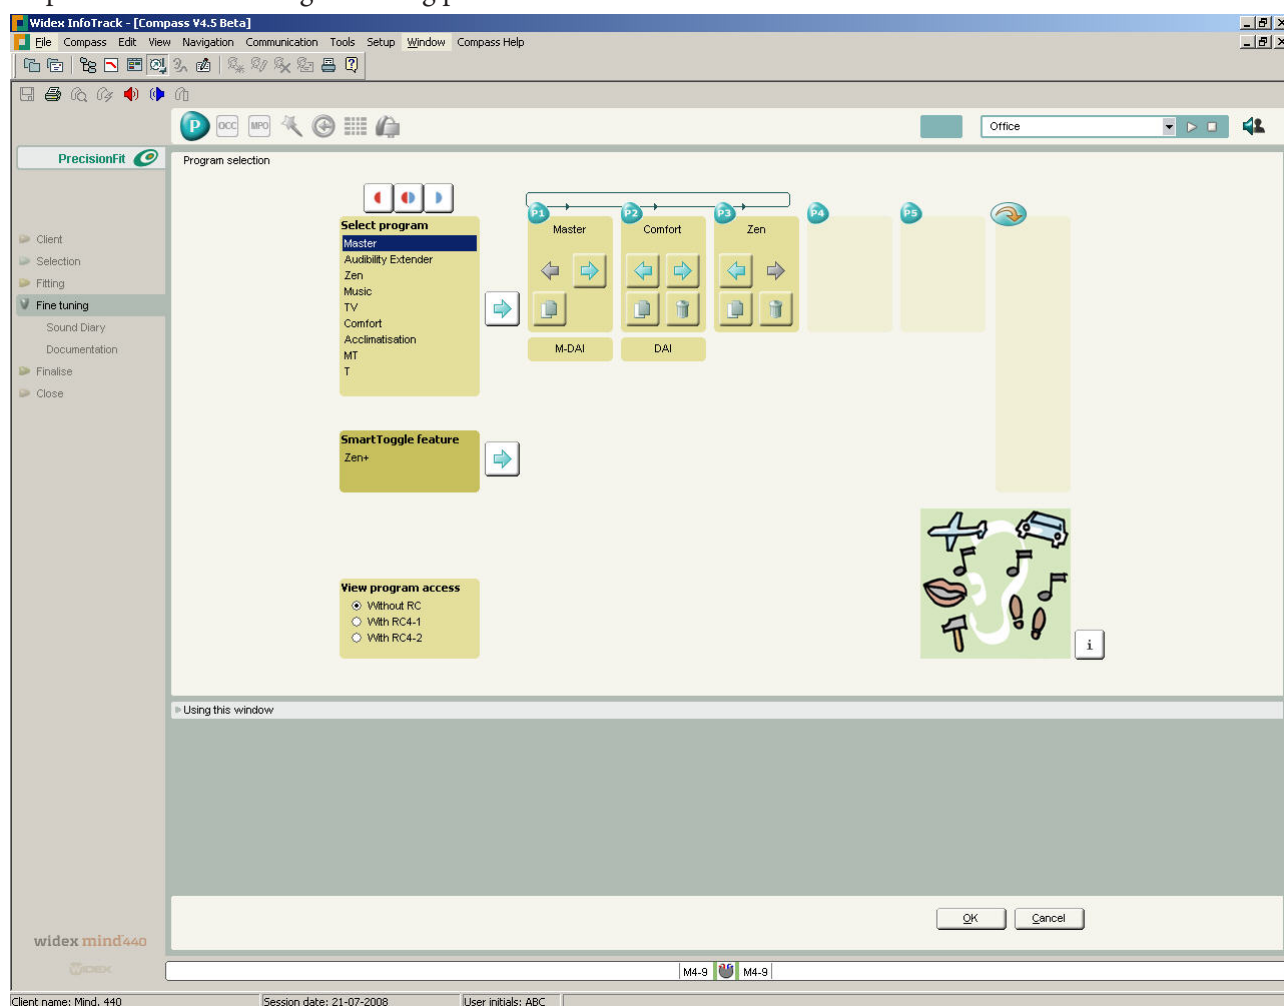 Widex InfoTrack - [Compass V4.5 Beta]
File Compass Edit View Navigation Communication Tools Setup Window Compass Help
P OCC MPO Office
PrecisionFit
Program selection
Client
Selection
Fitting
Fine tuning
Sound Diary
Documentation
Finalise
Close
Select program
Master
Audibility Extender
Zen
Music
TV
Comfort
Acclimatisation
MT
T
P1 P2 P3 P4 P5
Master Comfort Zen
M-DAI DAI
SmartToggle feature
Zen+
View program access
Without RC
With RC4-1
With RC4-2
i
Using this window
OK Cancel
widex mind440
WIDEX
M4-9 M4-9
Client name: Mind, 440 Session date: 21-07-2008 User initials: ABC